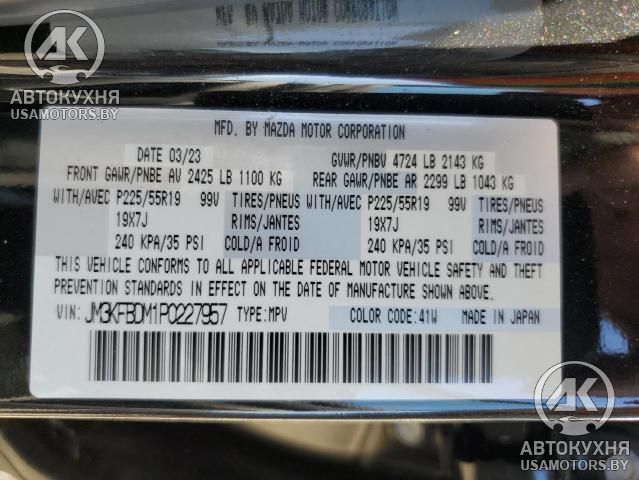 AK
АВТОКУХНЯ
USAMOTORS.BY
MFD. BY MAZDA MOTOR CORPORATION
DATE 03/23 GVWR/PNBV 4724 LB 2143 KG
FRONT GAWR/PNBE AV 2425 LB 1100 KG REAR GAWR/PNBE AR 2299 LB 1043 KG
WITH/AVEC P225/55R19 99V TIRES/PNEUS WITH/AVEC P225/55R19 99V TIRES/PNEUS
19X7J RIMS/JANTES 19X7J RIMS/JANTES
240 KPA/35 PSI COLD/A FROID 240 KPA/35 PSI COLD/A FROID
THIS VEHICLE CONFORMS TO ALL APPLICABLE FEDERAL MOTOR VEHICLE SAFETY AND THEFT
PREVENTION STANDARDS IN EFFECT ON THE DATE OF MANUFACTURE SHOWN ABOVE.
VIN: JM3KFBDM1P0227957 TYPE:MPV COLOR CODE:41W MADE IN JAPAN
AK
АВТОКУХНЯ
USAMOTORS.BY